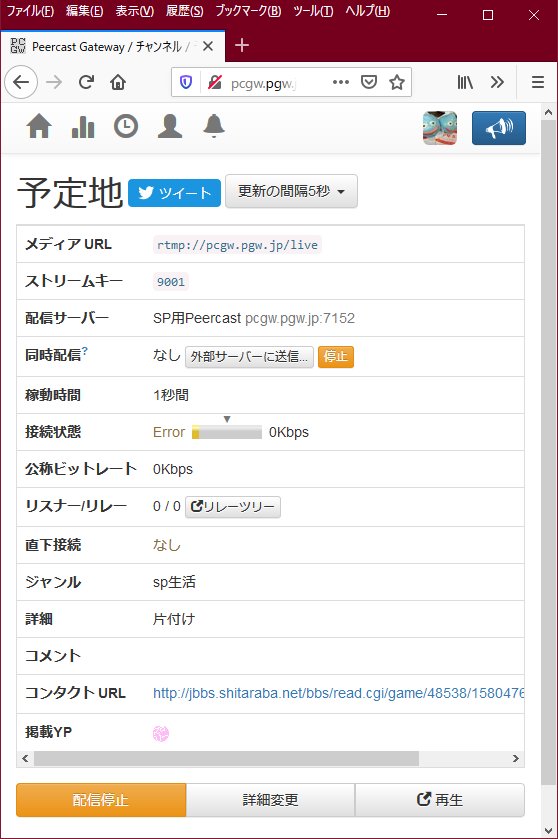 ファイル(F) 編集(E) 表示(V) 履歴(S) ブックマーク(B) ツール(T) ヘルプ(H)
PC GW Peercast Gateway / チャンネル /
pcgw.pgw.j
予定地 ツイート 更新の間隔5秒
メディア URL rtmp://pcgw.pgw.jp/live
ストリームキー 9001
配信サーバー SP用Peercast pcgw.pgw.jp:7152
同時配信? なし 外部サーバーに送信... 停止
稼動時間 1秒間
接続状態 Error 0Kbps
公称ビットレート 0Kbps
リスナー/リレー 0 / 0 リレーツリー
直下接続 なし
ジャンル sp生活
詳細 片付け
コメント
コンタクト URL http://jbbs.shitaraba.net/bbs/read.cgi/game/48538/1580476
掲載YP
配信停止 詳細変更 再生